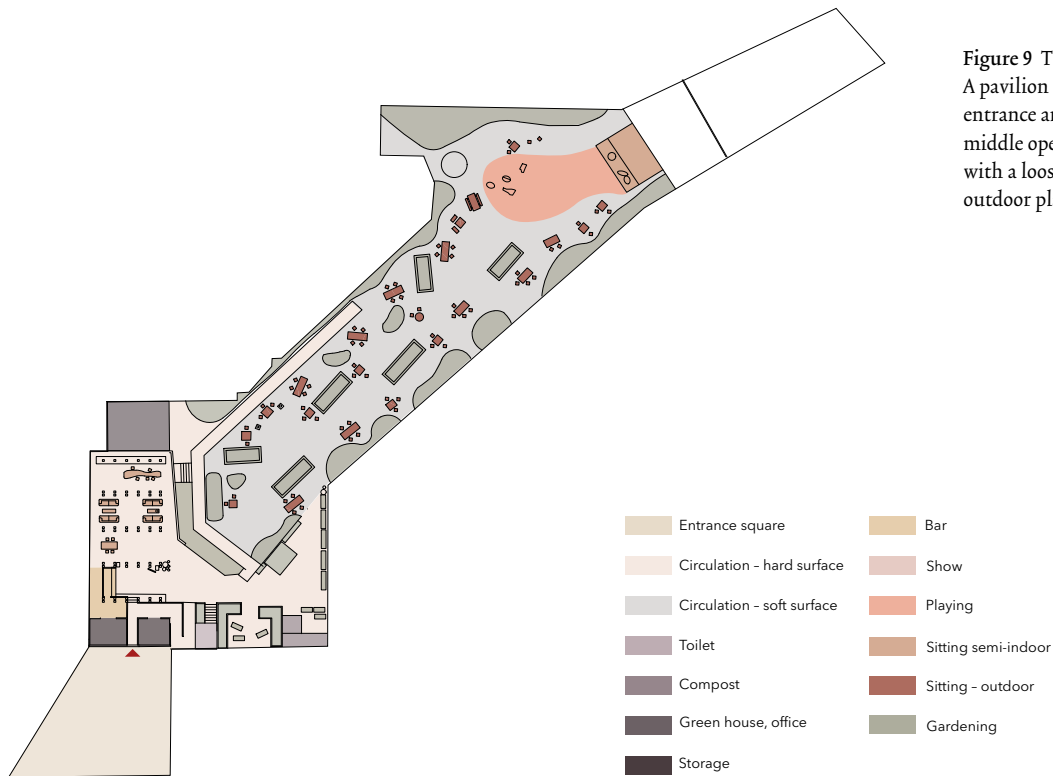 Figure 9 T
A pavilion
entrance ar
middle ope
with a loos
outdoor pl
Entrance square
Circulation – hard surface
Circulation – soft surface
Toilet
Compost
Green house, office
Storage
Bar
Show
Playing
Sitting semi-indoor
Sitting – outdoor
Gardening